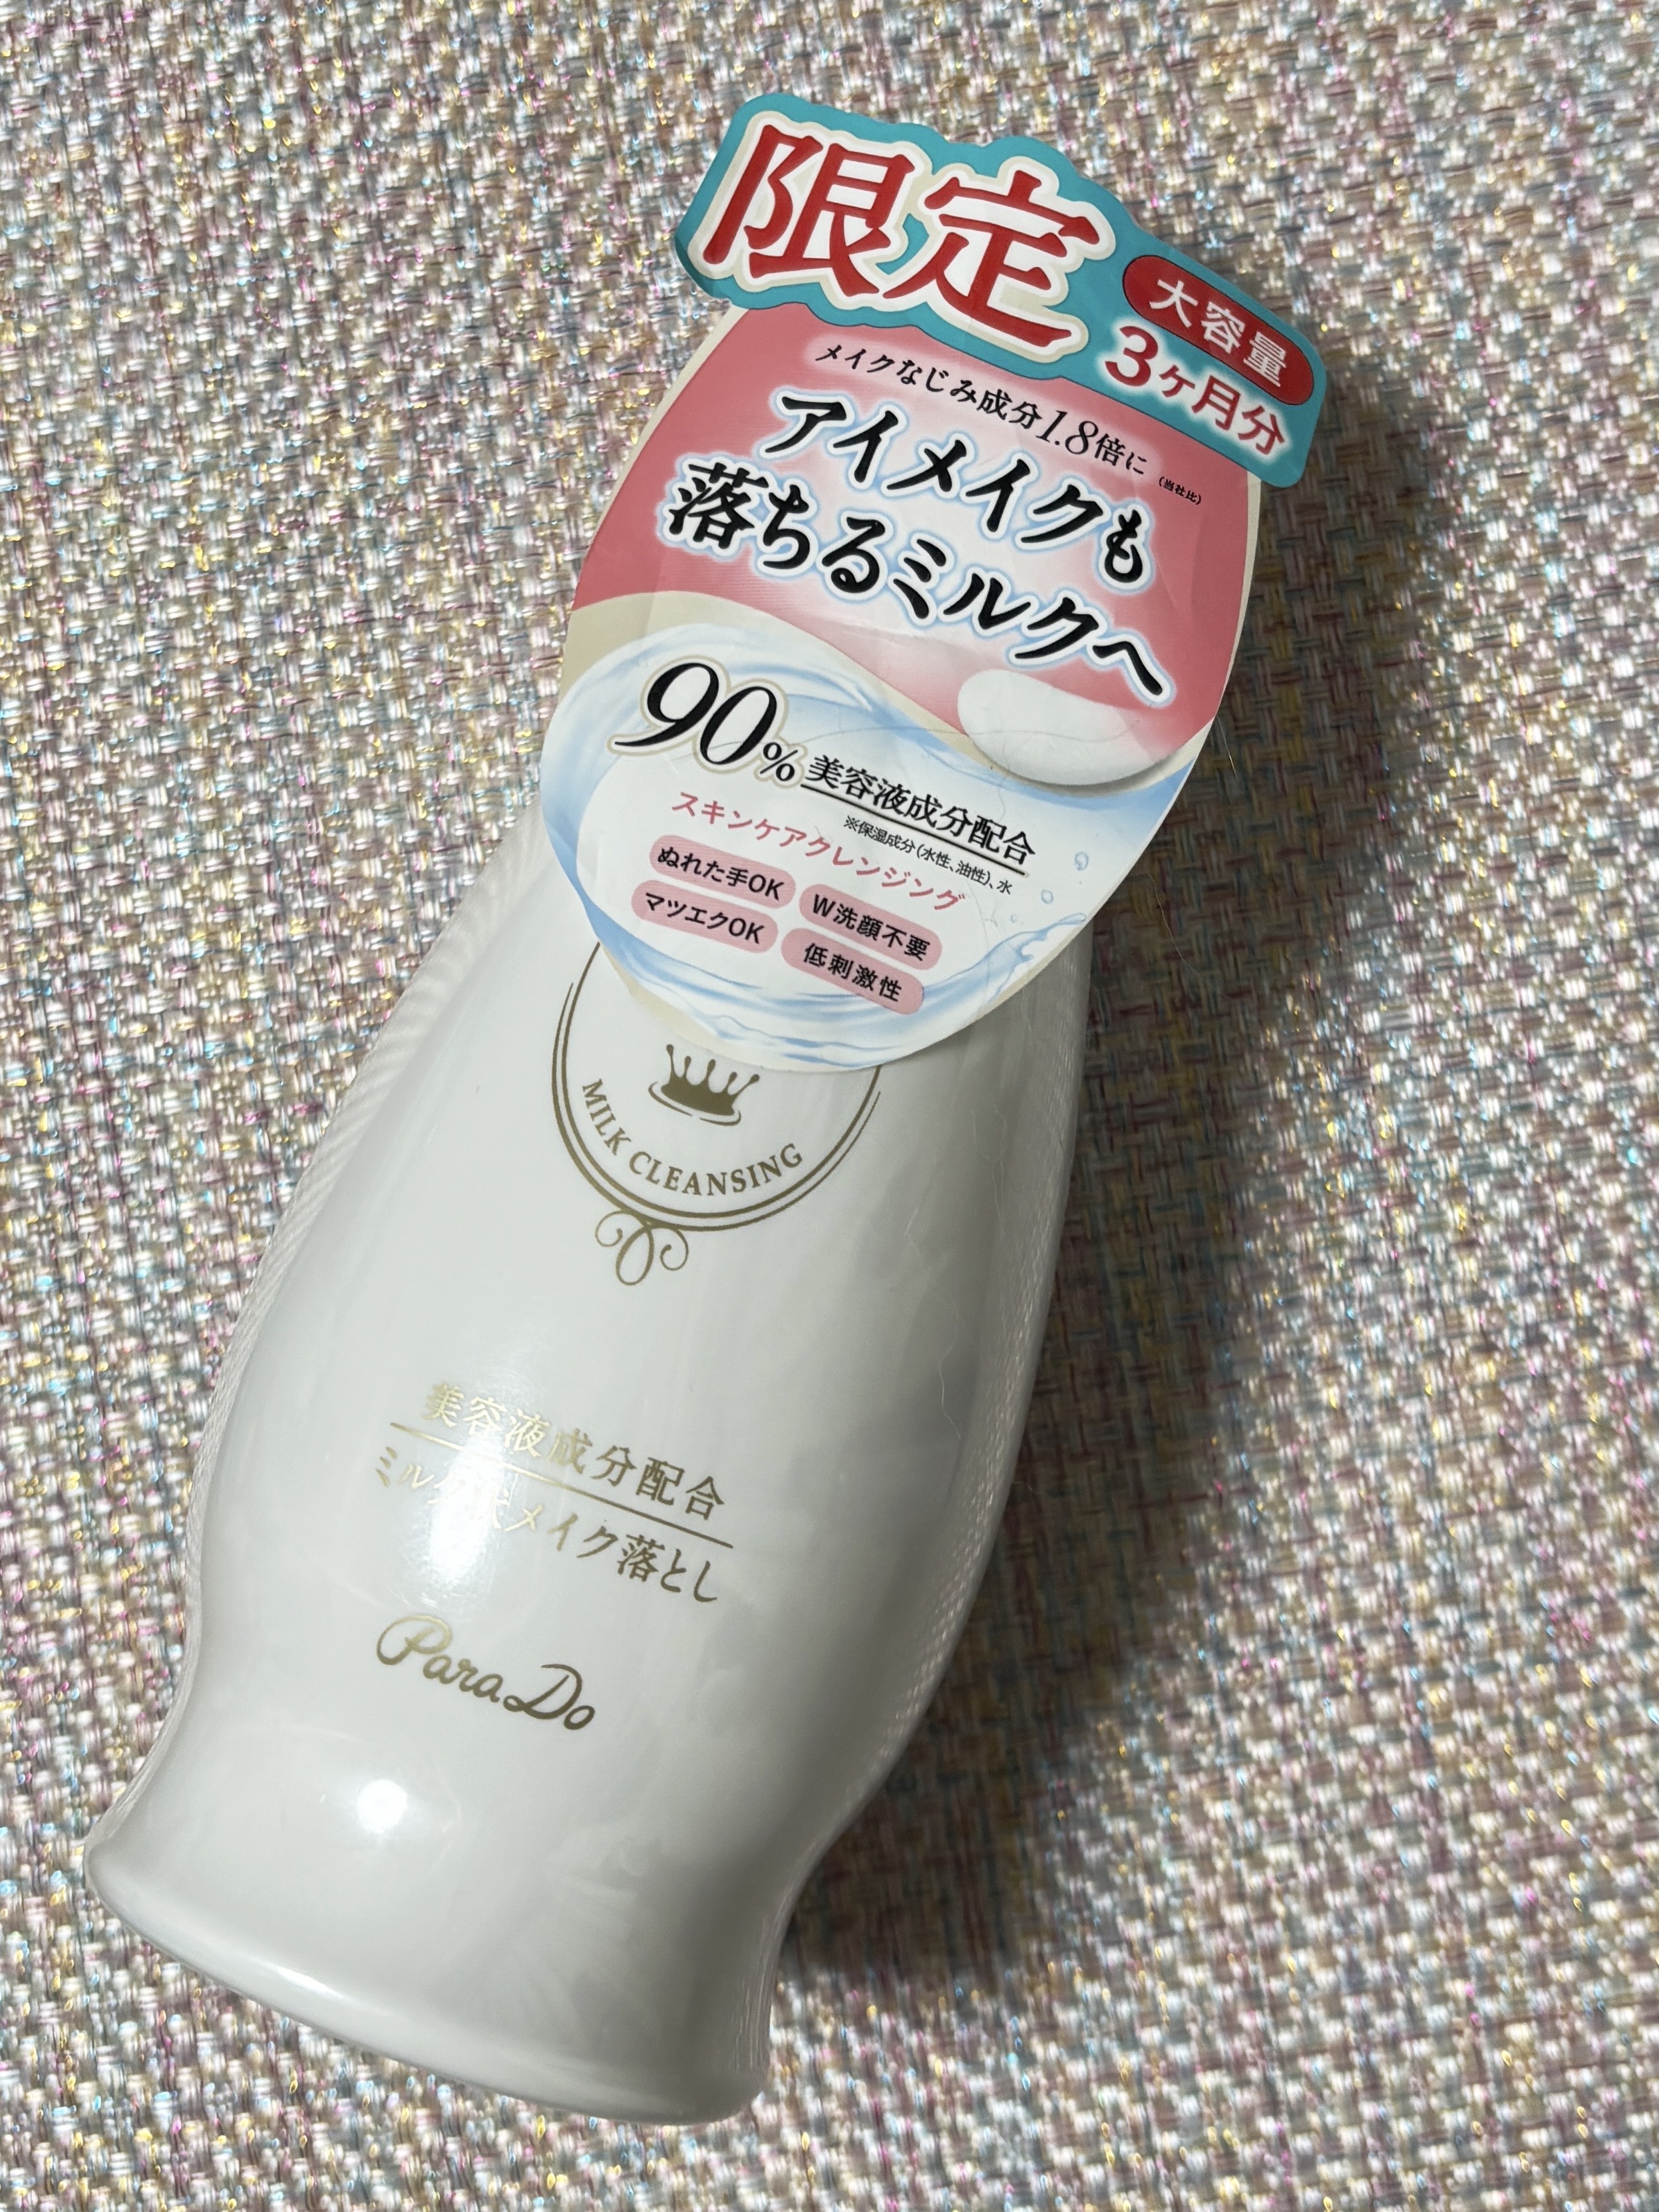 限定
大容量
3ヶ月分
メイクなじみ成分1.8倍に(当社比)
アイメイクも
落ちるミルクへ
90%美容液成分配合
※保湿成分(水性、油性)、水
スキンケアクレンジング
ぬれた手OK W洗顔不要
マツエクOK 低刺激性
MILK CLEANSING
美容液成分配合
ミルク状メイク落とし
ParaDo